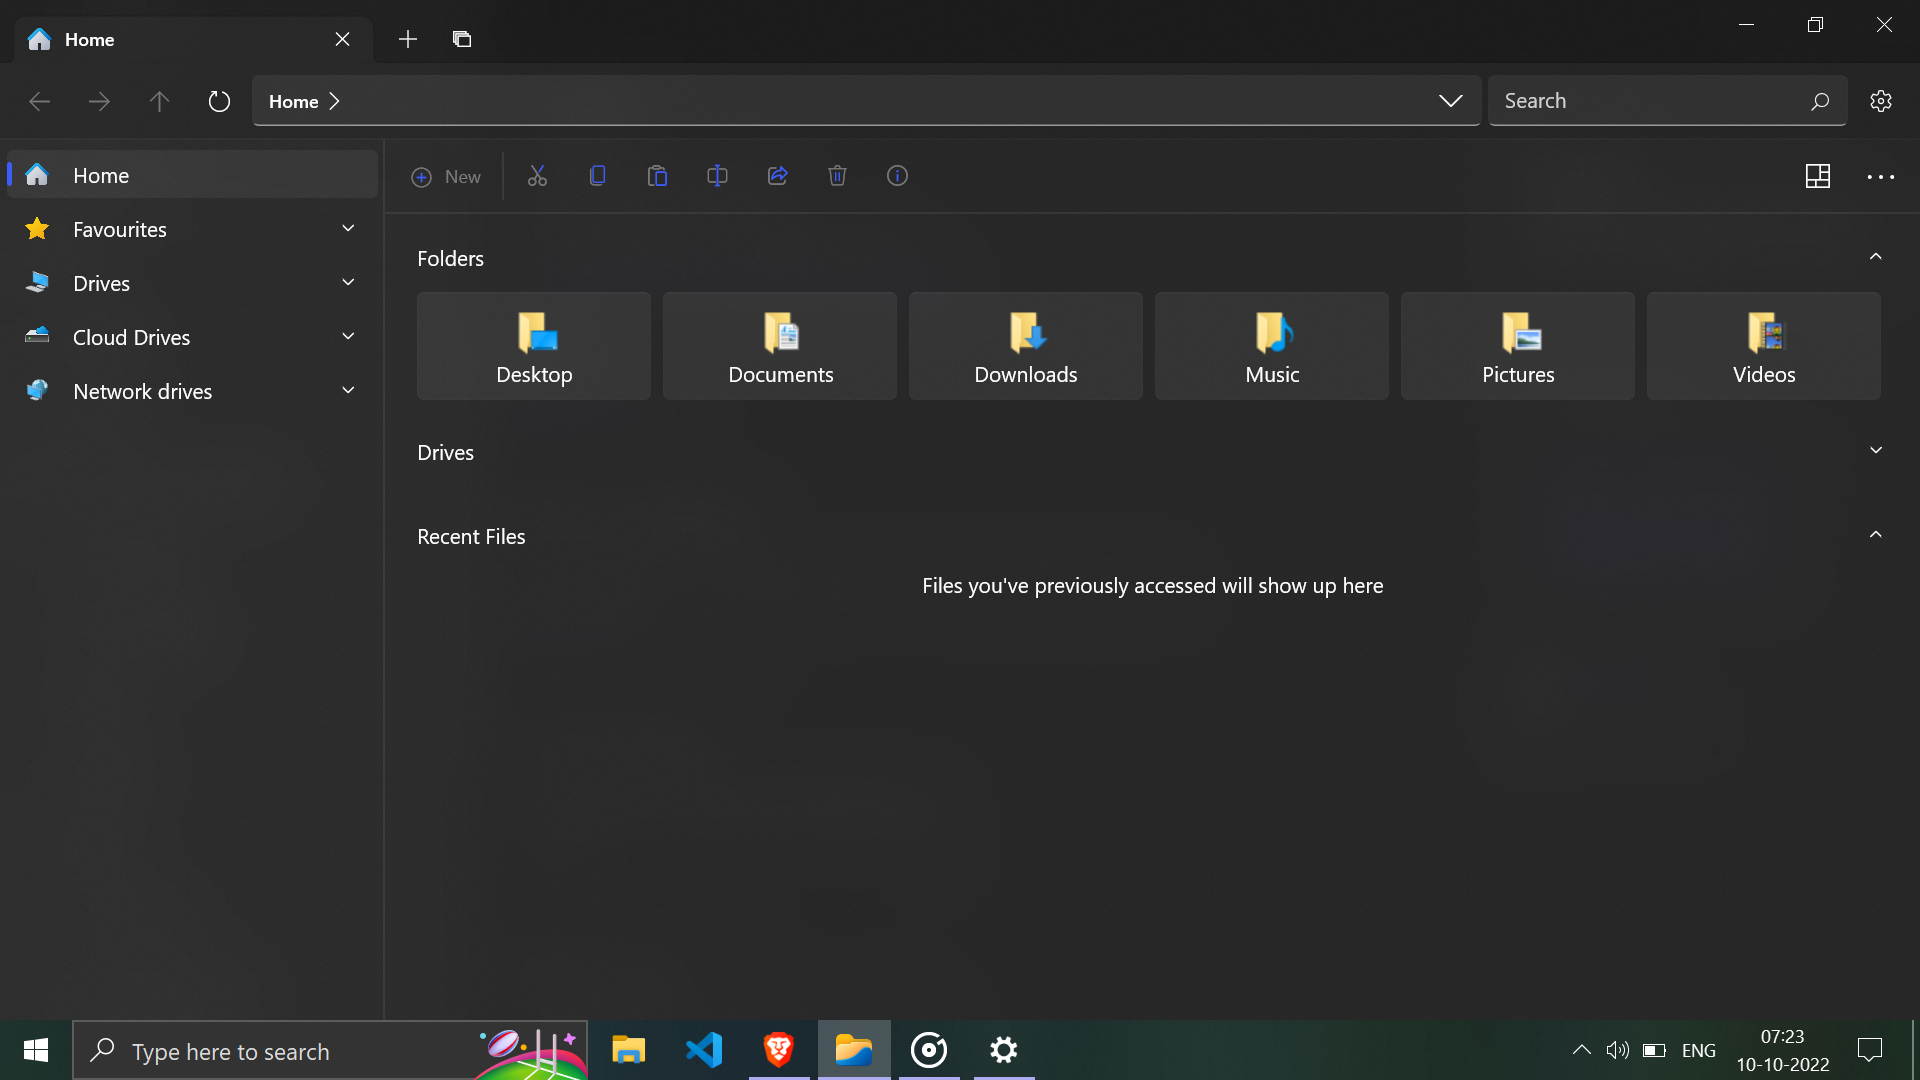 Home
Home
Search
Home
Favourites
Drives
Cloud Drives
Network drives
New
Folders
Desktop
Documents
Downloads
Music
Pictures
Videos
Drives
Recent Files
Files you've previously accessed will show up here
Type here to search
ENG
07:23
10-10-2022